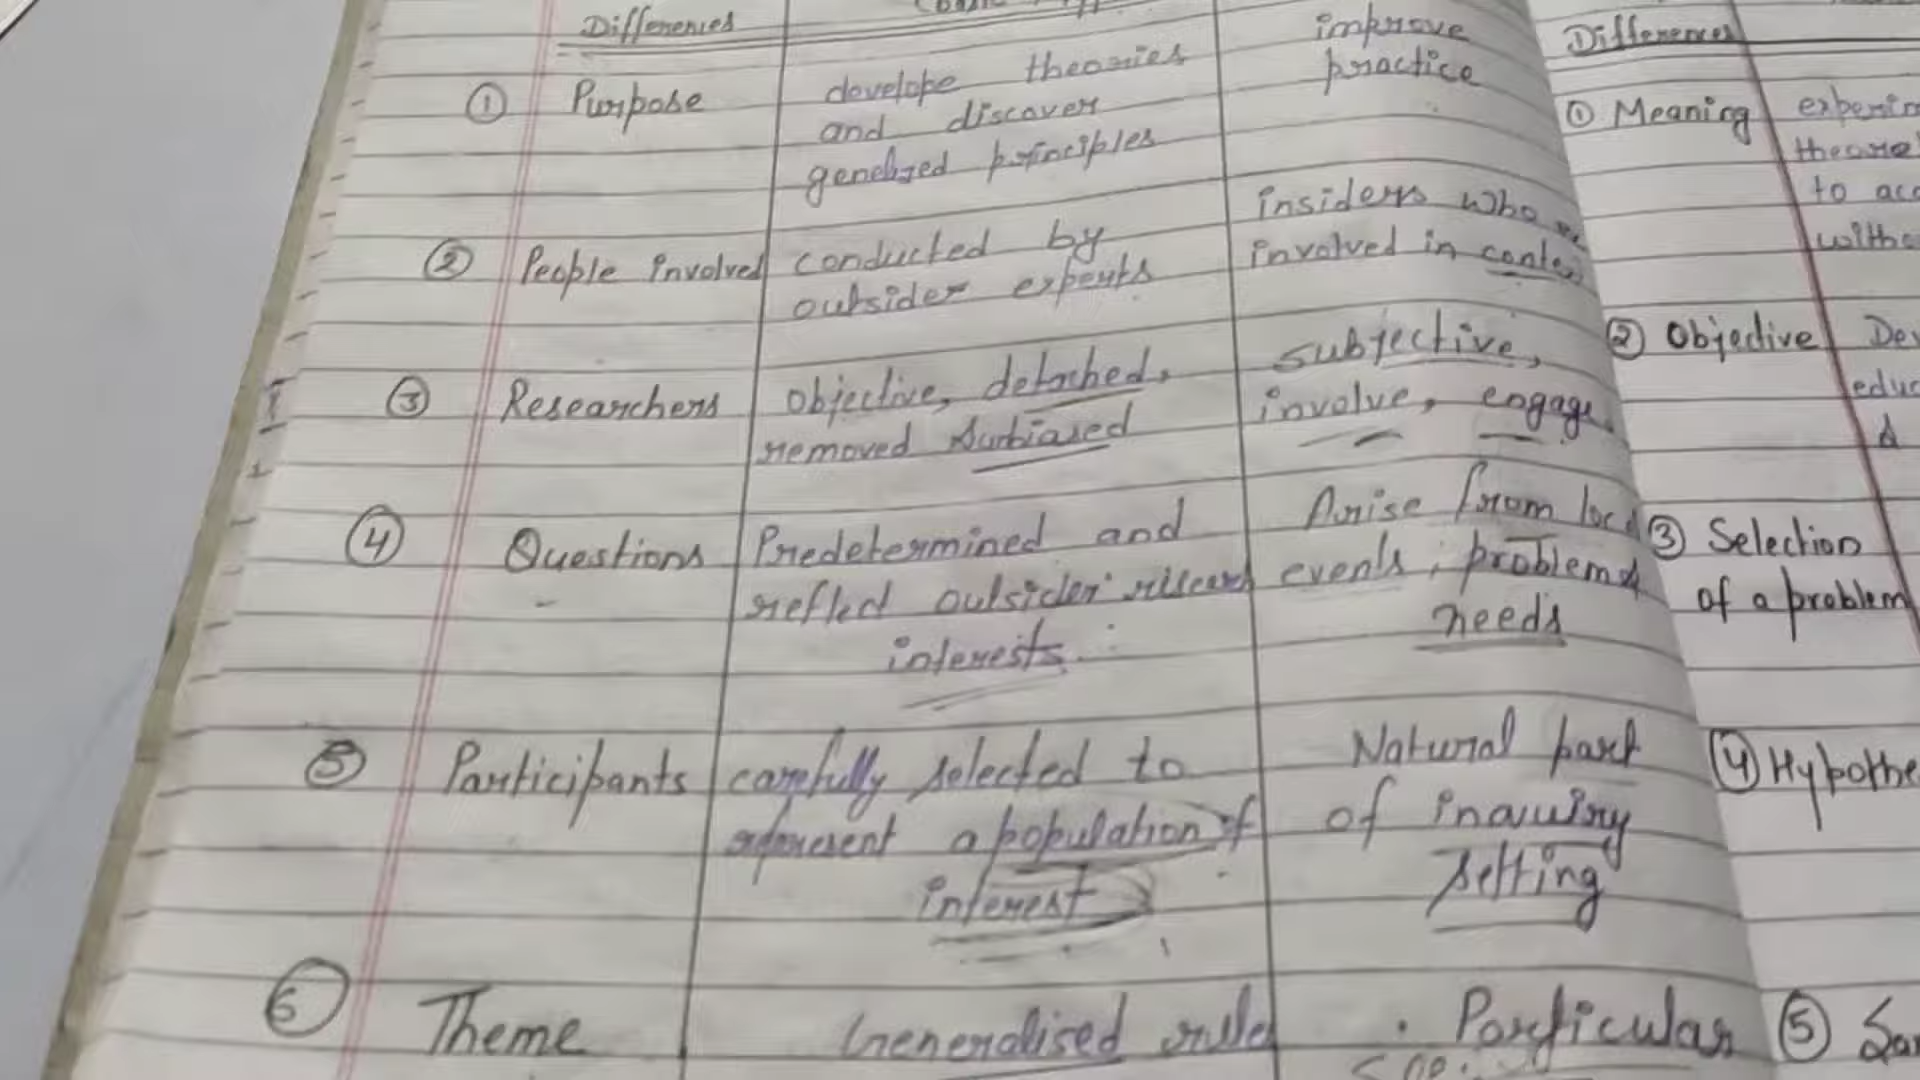 Differences
improve
practice
① Purpose
develope theories
and discover
principles
② People involved
conducted by
outsider experts
insiders who
involved in
③ Researchers
objective, detached,
removed
subjective,
involve, engage
④ Questions
Predetermined and
outsider
interests.
Arise from
events, problems
needs
⑤ Participants
carefully selected to
represent a population of
interest
Natural part
of
setting
⑥ Theme
Generalised rule
Particular
Differences
① Meaning
to
② Objective
③ Selection
of a problem
④ Hypothe
⑤